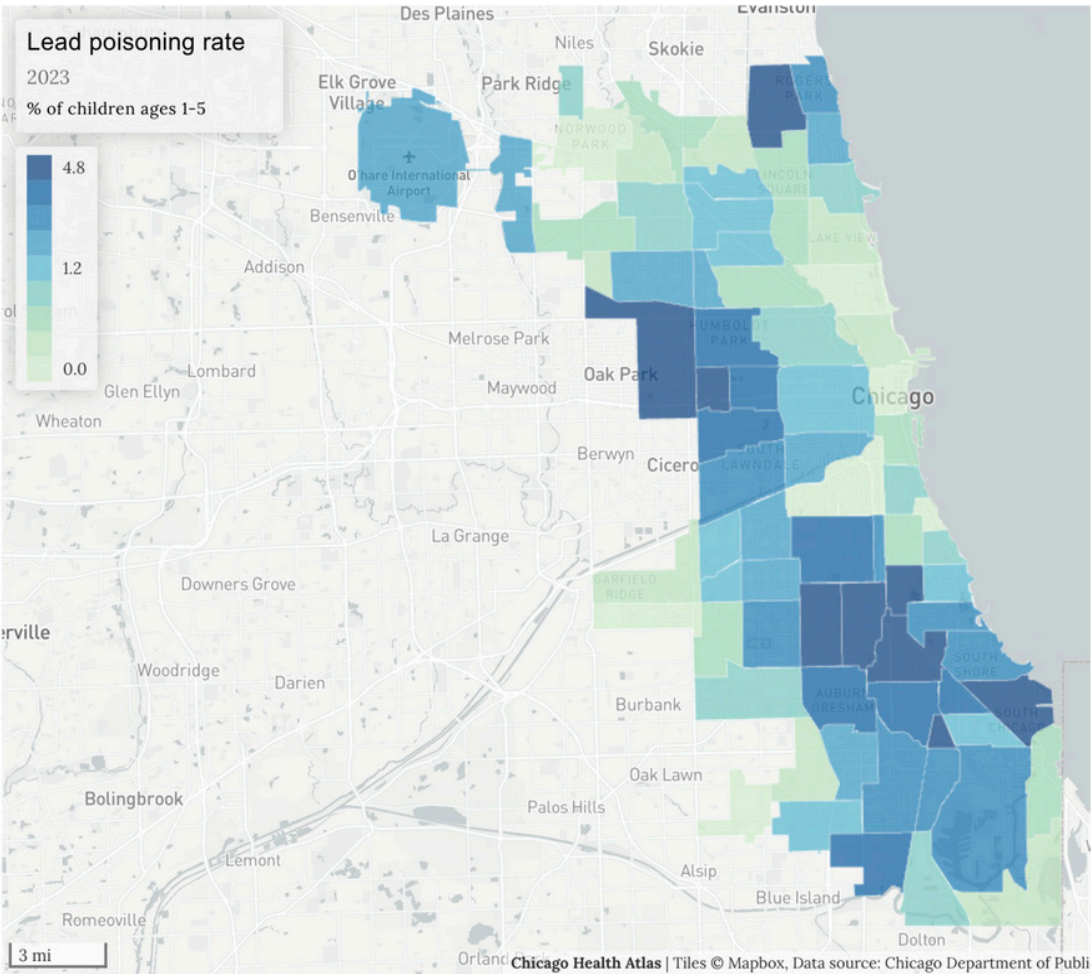 Des Plaines
Evanston
Lead poisoning rate
2023
% of children ages 1-5
Niles
Skokie
Elk Grove
Village
Park Ridge
ROGERS
PARK
NORWOOD
PARK
4.8
1.2
0.0
O'hare International
Airport
LINCOLN
SQUARE
Bensenville
LAKE VIEW
Addison
HUMBOLDT
PARK
Melrose Park
Lombard
Oak Park
Glen Ellyn
Maywood
Chicago
Wheaton
Berwyn
Cicero
SOUTH
LAWNDALE
La Grange
Downers Grove
GARFIELD
RIDGE
erville
Woodridge
Darien
SOUTH
SHORE
Burbank
AUBURN
GRESHAM
SOUTH
CHICAGO
Oak Lawn
Bolingbrook
Palos Hills
Lemont
Alsip
Blue Island
Romeoville
Dolton
3 mi
Orland
Chicago Health Atlas | Tiles © Mapbox, Data source: Chicago Department of Publi